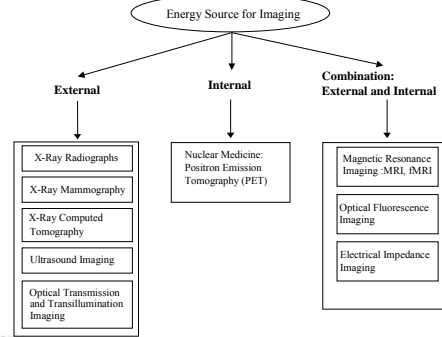 Energy Source for Imaging
External
Internal
Combination:
External and Internal
X-Ray Radiographs
X-Ray Mammography
X-Ray Computed
Tomography
Ultrasound Imaging
Optical Transmission
and Transillumination
Imaging
Nuclear Medicine:
Positron Emission
Tomography (PET)
Magnetic Resonance
Imaging :MRI, fMRI
Optical Fluorescence
Imaging
Electrical Impedance
Imaging